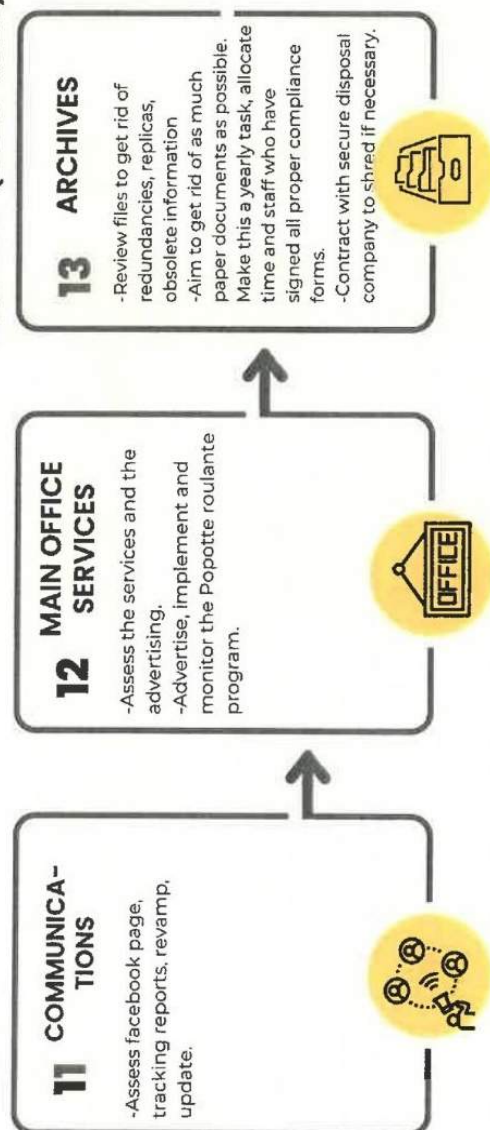 11 COMMUNICA-
TIONS
-Assess facebook page,
tracking reports, revamp,
update.
12 MAIN OFFICE
SERVICES
-Assess the services and the
advertising.
-Advertise, implement and
monitor the Popotte roulante
program.
OFFICE
13 ARCHIVES
-Review files to get rid of
redundancies, replicas,
obsolete information
-Aim to get rid of as much
paper documents as possible.
Make this a yearly task, allocate
time and staff who have
signed all proper compliance
forms.
-Contract with secure disposal
company to shred if necessary.